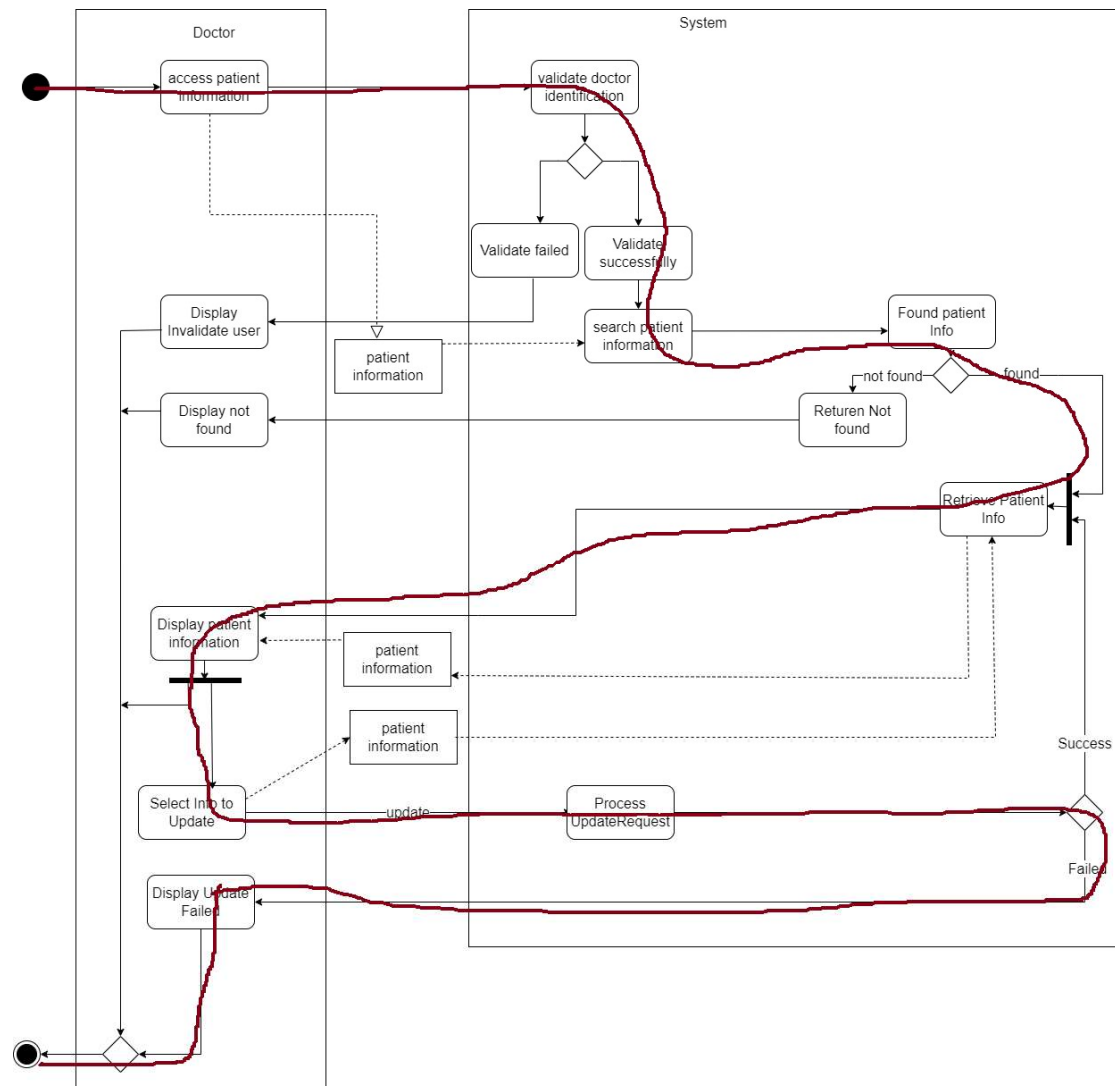 Doctor
System
access patient
information
validate doctor
identification
Validate failed
Validate
successfully
Display
Invalidate user
search patient
information
Found patient
Info
patient
information
not found
found
Display not
found
Returen Not
found
Retrieve Patient
Info
Display patient
information
patient
information
patient
information
Success
Select Info to
Update
update
Process
UpdateRequest
Failed
Display Update
Failed